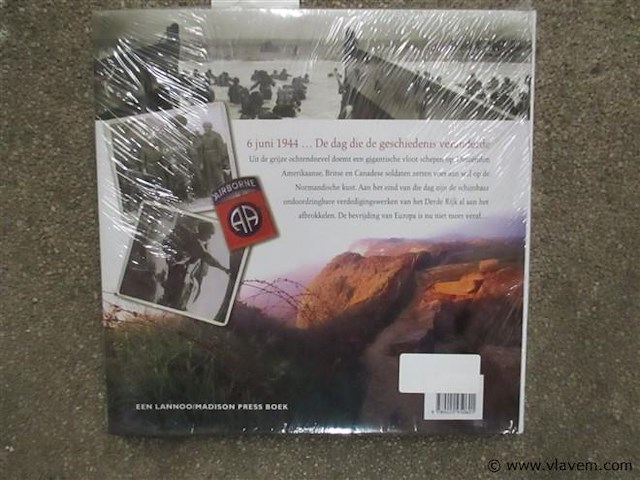 6 juni 1944 ... De dag die de geschiedenis veranderde
Uit de grijze ochtendnevel doemt een gigantische vloot schepen op. Duizenden
Amerikaanse, Britse en Canadese soldaten zetten voet aan wal op de
Normandische kust. Aan het eind van die dag zijn de schijnbaar
ondoordringbare verdedigingswerken van het Derde Rijk al aan het
afbrokkelen. De bevrijding van Europa is nu niet meer veraf...
AIRBORNE
AA
EEN LANNOO/MADISON PRESS BOEK
© www.vlavem.com